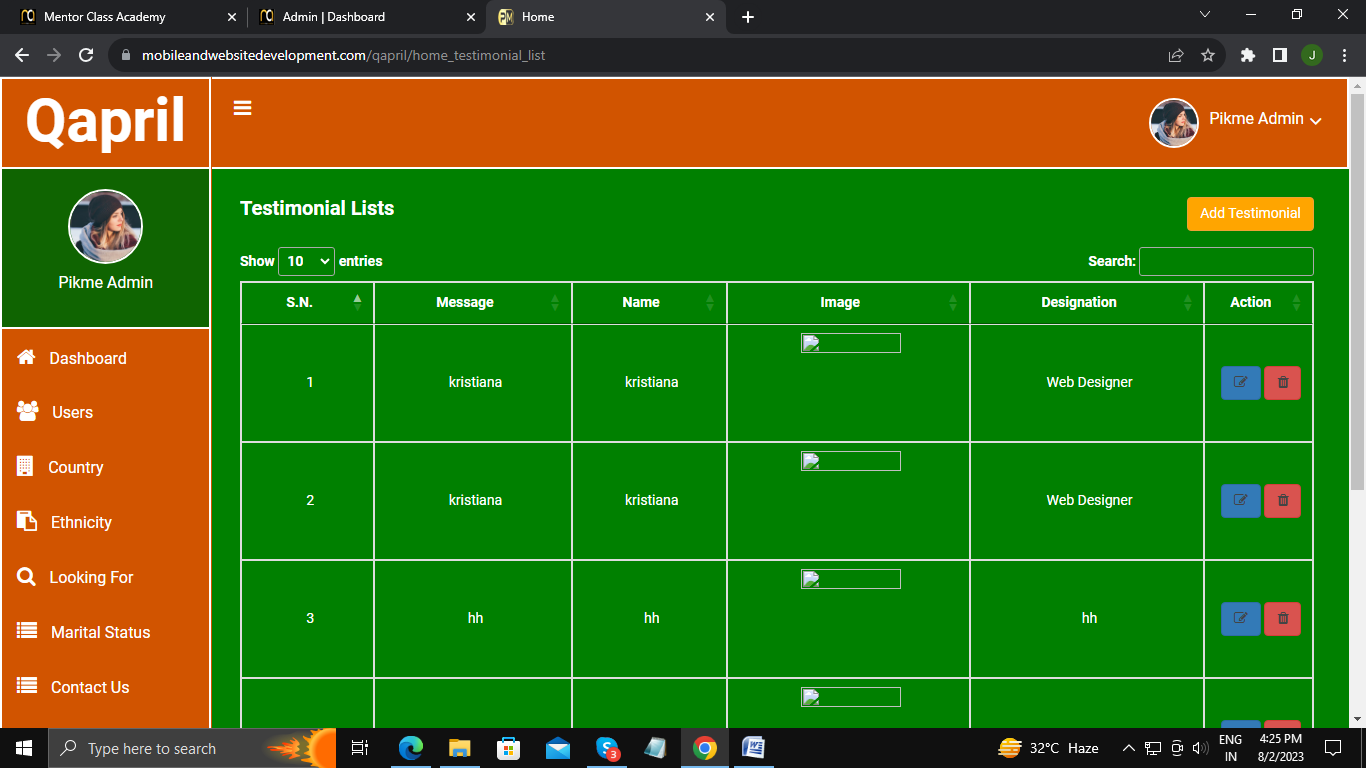 Mentor Class Academy
Admin | Dashboard
Home
mobileandwebsitedevelopment.com/qapril/home_testimonial_list
J
Qapril
Pikme Admin
Pikme Admin
Dashboard
Users
Country
Ethnicity
Looking For
Marital Status
Contact Us
Testimonial Lists
Add Testimonial
Show 10 entries
Search:
S.N. Message Name Image Designation Action
1 kristiana kristiana Web Designer
2 kristiana kristiana Web Designer
3 hh hh hh
Type here to search
3
32°C Haze
ENG
IN
4:25 PM
8/2/2023